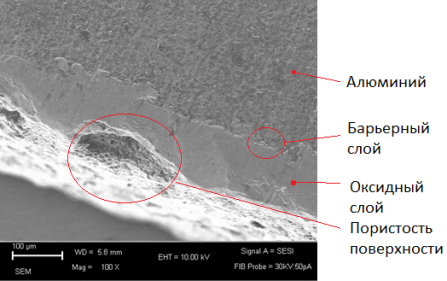 Алюминий
Барьерный
слой
Оксидный
слой
Пористость
поверхности
100 µm
WD = 5.8 mm
Mag = 100 X
EHT = 10.00 kV
Signal A = SESI
FIB Probe = 30KV:50pA
SEM